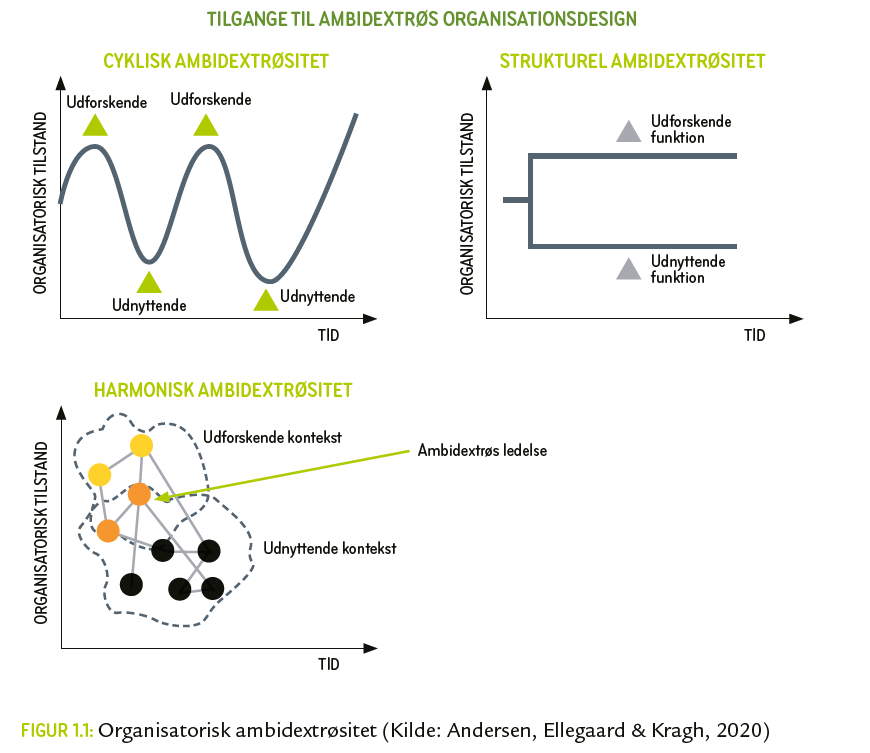 TILGANGE TIL AMBIDEXTRØS ORGANISATIONSDESIGN
CYKLISK AMBIDEXTRØSITET
ORGANISATORISK TILSTAND
Udforskende
Udforskende
Udnyttende
Udnyttende
TID
STRUKTUREL AMBIDEXTRØSITET
ORGANISATORISK TILSTAND
Udforskende
funktion
Udnyttende
funktion
TID
HARMONISK AMBIDEXTRØSITET
ORGANISATORISK TILSTAND
Udforskende kontekst
Ambidextrøs ledelse
Udnyttende kontekst
TID
FIGUR 1.1: Organisatorisk ambidextrøsitet (Kilde: Andersen, Ellegaard & Kragh, 2020)